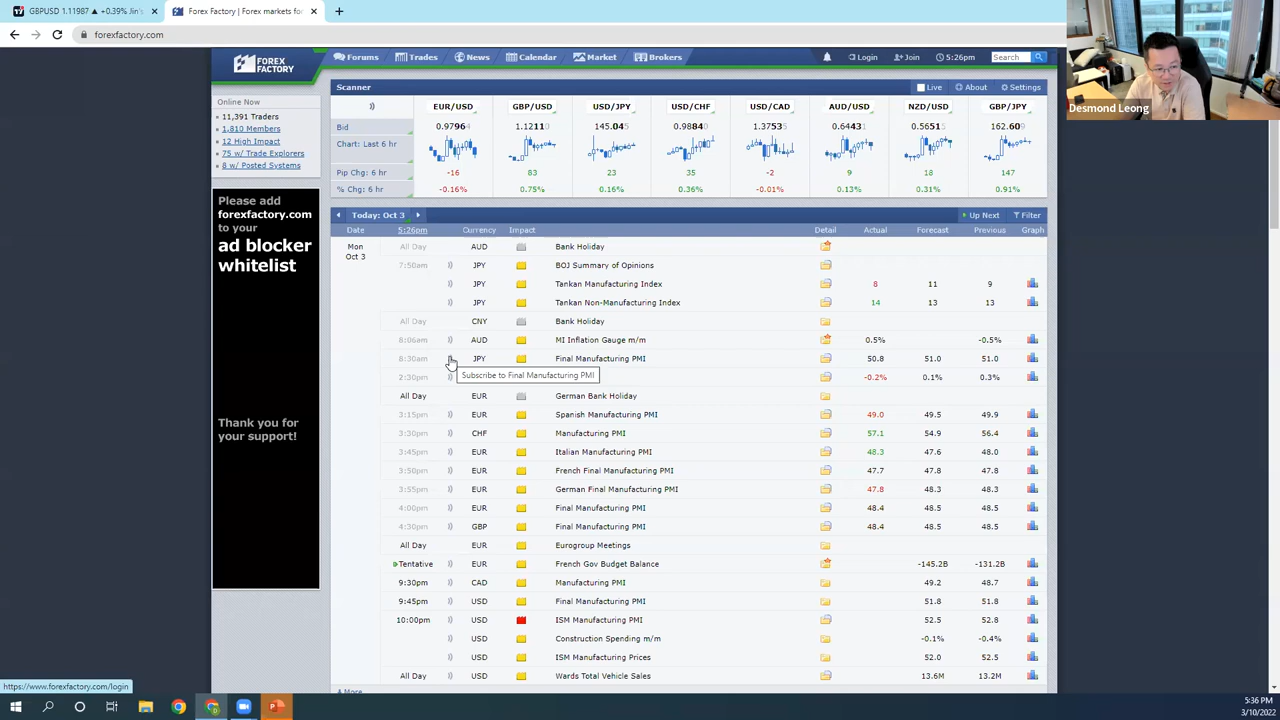 GBPUSD 1.11987 ▲ +0.39% Jin's
Forex Factory | Forex markets fo
forexfactory.com
FOREX FACTORY
Forums Trades News Calendar Market Brokers Login Join 5:26pm Search
Online Now
11,391 Traders
1,810 Members
12 High Impact
75 w/ Trade Explorers
8 w/ Posted Systems
Please add
forexfactory.com
to your
ad blocker
whitelist
Thank you for
your support!
Scanner Live About Settings
EUR/USD GBP/USD USD/JPY USD/CHF USD/CAD AUD/USD NZD/USD GBP/JPY
Bid 0.97964 1.12110 145.045 0.98840 1.37535 0.64431 0.56515 162.609
Chart: Last 6 hr
Pip Chg: 6 hr -16 83 23 35 -2 9 18 147
% Chg: 6 hr -0.16% 0.75% 0.16% 0.36% -0.01% 0.13% 0.31% 0.91%
Today: Oct 3 Up Next Filter
Date 5:26pm Currency Impact Detail Actual Forecast Previous Graph
Mon
Oct 3
All Day AUD Bank Holiday
7:50am JPY BOJ Summary of Opinions
JPY Tankan Manufacturing Index 8 11 9
JPY Tankan Non-Manufacturing Index 14 13 13
All Day CNY Bank Holiday
8:06am AUD MI Inflation Gauge m/m 0.5% -0.5%
8:30am JPY Final Manufacturing PMI 50.8 51.0 51.0
Subscribe to Final Manufacturing PMI
2:30pm -0.2% 0.1% 0.3%
All Day EUR German Bank Holiday
3:15pm EUR Spanish Manufacturing PMI 49.0 49.5 49.9
3:30pm CHF Manufacturing PMI 57.1 54.9 56.4
3:45pm EUR Italian Manufacturing PMI 48.3 47.6 48.0
3:50pm EUR French Final Manufacturing PMI 47.7 47.8 47.8
3:55pm EUR German Final Manufacturing PMI 47.8 48.3 48.3
4:00pm EUR Final Manufacturing PMI 48.4 48.5 48.5
4:30pm GBP Final Manufacturing PMI 48.4 48.5 48.5
All Day EUR Eurogroup Meetings
Tentative EUR French Gov Budget Balance -145.2B -131.2B
9:30pm CAD Manufacturing PMI 49.2 48.7
9:45pm USD Final Manufacturing PMI 51.8 51.8
10:00pm USD ISM Manufacturing PMI 52.5 52.8
USD Construction Spending m/m -0.1% -0.4%
USD ISM Manufacturing Prices 52.0 52.5
All Day USD Wards Total Vehicle Sales 13.6M 13.2M
More
Desmond Leong
https://www.forexfactory.com/login
5:36 PM
3/10/2022